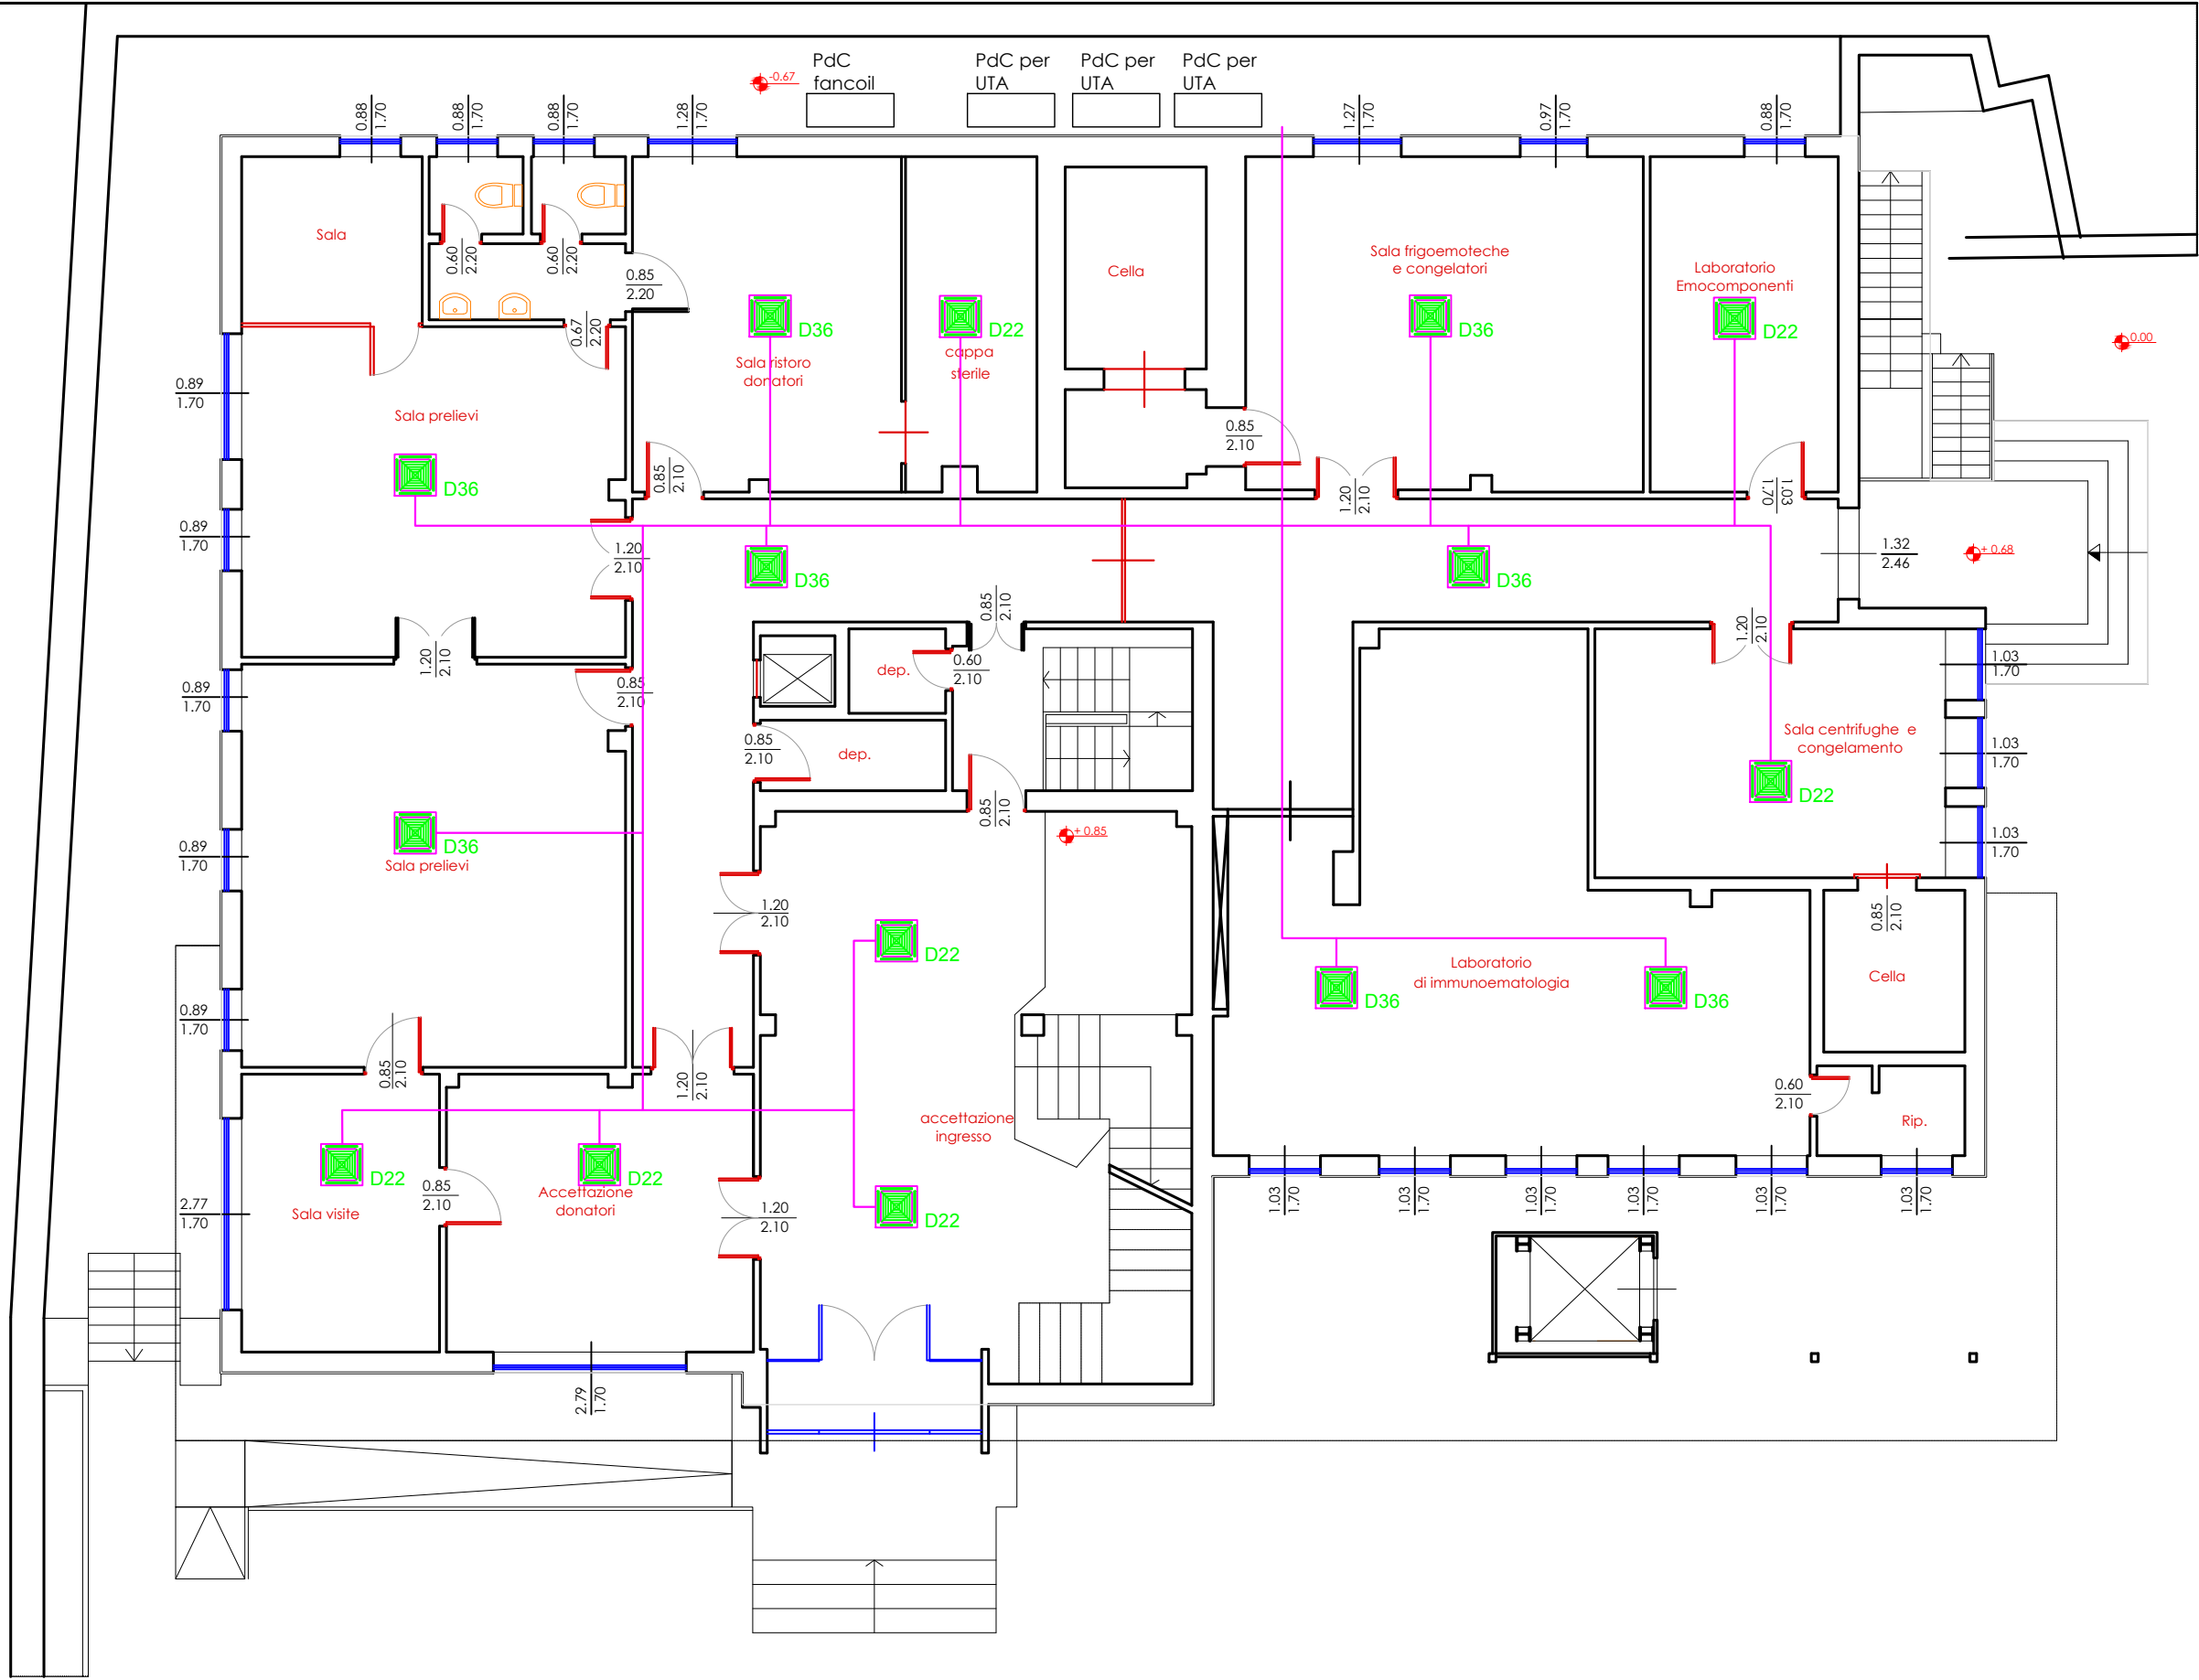 PdC
fancoil
PdC per
UTA
PdC per
UTA
PdC per
UTA
-0.67
0.88
1.70
0.88
1.70
0.88
1.70
1.28
1.70
1.27
1.70
0.97
1.70
0.88
1.70
Sala
0.60
2.20
0.60
2.20
0.85
2.20
0.67
2.20
Cella
Sala frigoemoteche
e congelatori
Laboratorio
Emocomponenti
D36
D22
D36
D22
Sala ristoro
donatori
cappa
sterile
0.00
0.89
1.70
Sala prelievi
D36
0.85
2.10
0.85
2.10
1.20
2.10
1.03
1.70
0.89
1.70
1.20
2.10
D36
D36
1.32
2.46
+ 0.68
0.85
2.10
1.20
2.10
1.20
2.10
0.89
1.70
0.85
2.10
dep.
0.60
2.10
1.03
1.70
0.85
2.10
dep.
Sala centrifughe e
congelamento
1.03
1.70
D22
0.85
2.10
+ 0.85
1.03
1.70
0.89
1.70
D36
Sala prelievi
1.20
2.10
D22
0.85
2.10
Laboratorio
di immunoematologia
Cella
D36
D36
0.89
1.70
0.85
2.10
1.20
2.10
0.60
2.10
accettazione
ingresso
Rip.
D22
D22
Accettazione
donatori
0.85
2.10
Sala visite
2.77
1.70
1.20
2.10
D22
1.03
1.70
1.03
1.70
1.03
1.70
1.03
1.70
1.03
1.70
1.03
1.70
2.79
1.70